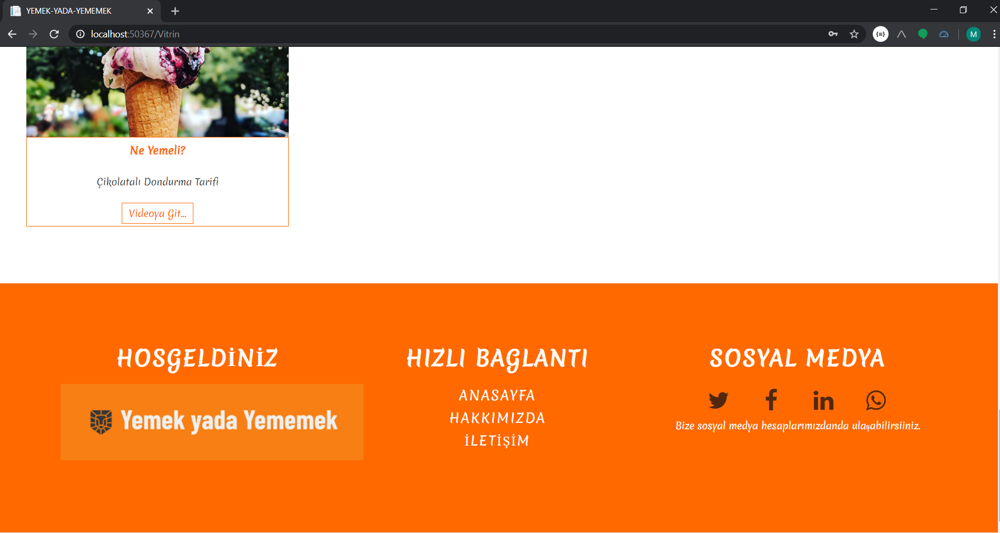 YEMEK-YADA-YEMEMEK
localhost:50367/Vitrin
M
Ne Yemeli?
Çikolatalı Dondurma Tarifi
Videoya Git...
HOSGELDİNİZ
Yemek yada Yememek
HIZLI BAGLANTI
ANASAYFA
HAKKIMIZDA
İLETİŞİM
SOSYAL MEDYA
Bize sosyal medya hesaplarımızdanda ulaşabilirsiiniz.